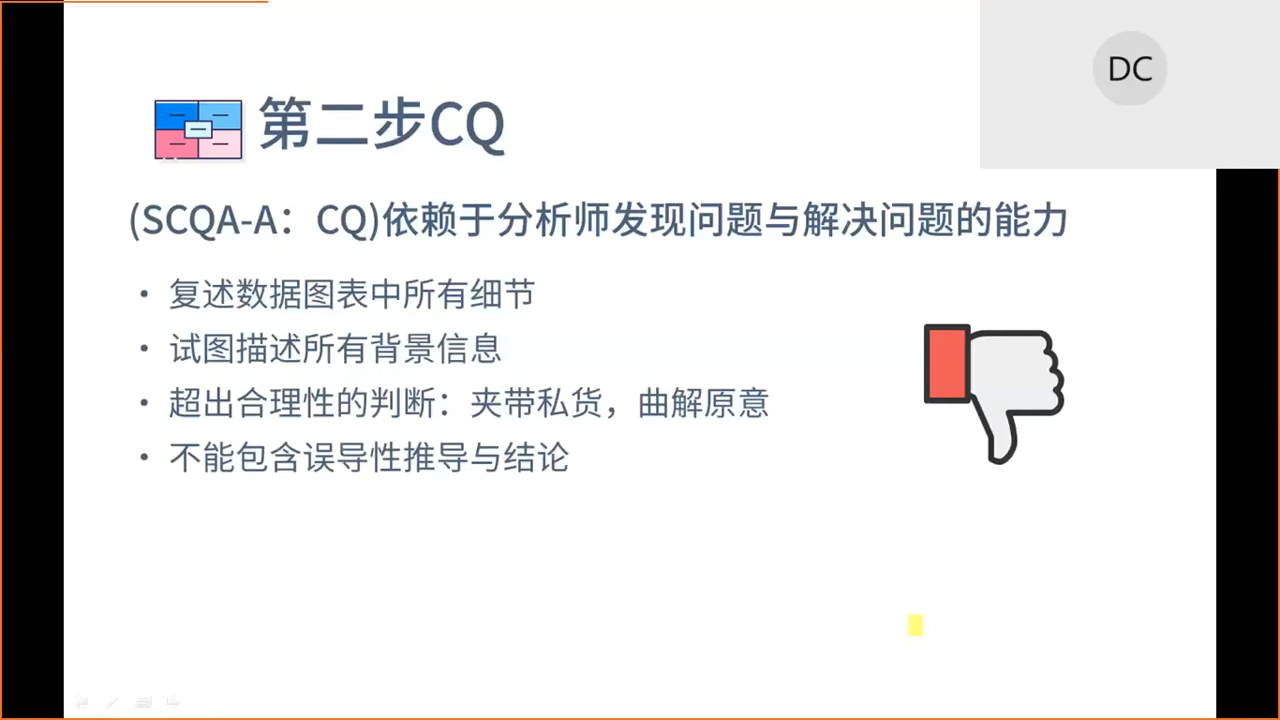 DC
第二步CQ
(SCQA-A：CQ)依赖于分析师发现问题与解决问题的能力
• 复述数据图表中所有细节
• 试图描述所有背景信息
• 超出合理性的判断：夹带私货，曲解原意
• 不能包含误导性推导与结论